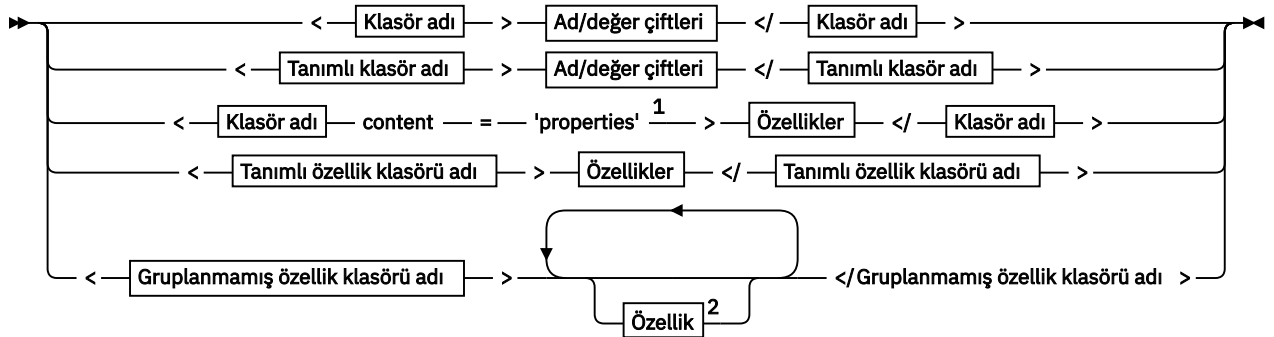 < Klasör adı > Ad/değer çiftleri </ Klasör adı >
< Tanımlı klasör adı > Ad/değer çiftleri </ Tanımlı klasör adı >
< Klasör adı content = 'properties' 1 > Özellikler </ Klasör adı >
< Tanımlı özellik klasörü adı > Özellikler </ Tanımlı özellik klasörü adı >
< Gruplanmamış özellik klasörü adı > </ Gruplanmamış özellik klasörü adı >
Özellik 2